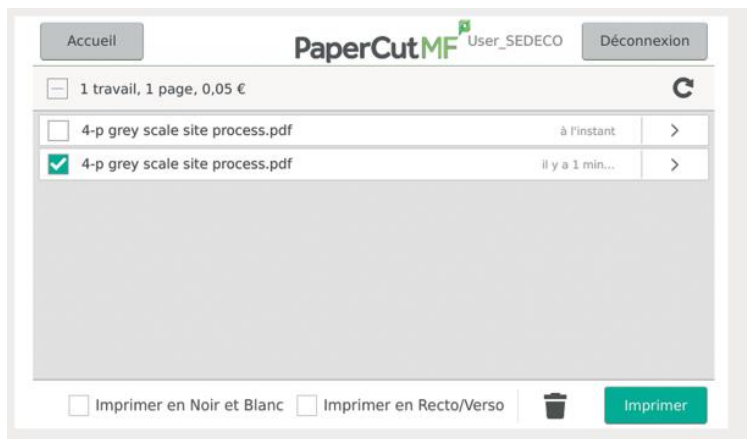 Accueil
PaperCutMF
User_SEDECO
Déconnexion
1 travail, 1 page, 0,05 €
4-p grey scale site process.pdf à l'instant
4-p grey scale site process.pdf il y a 1 min...
Imprimer en Noir et Blanc
Imprimer en Recto/Verso
Imprimer